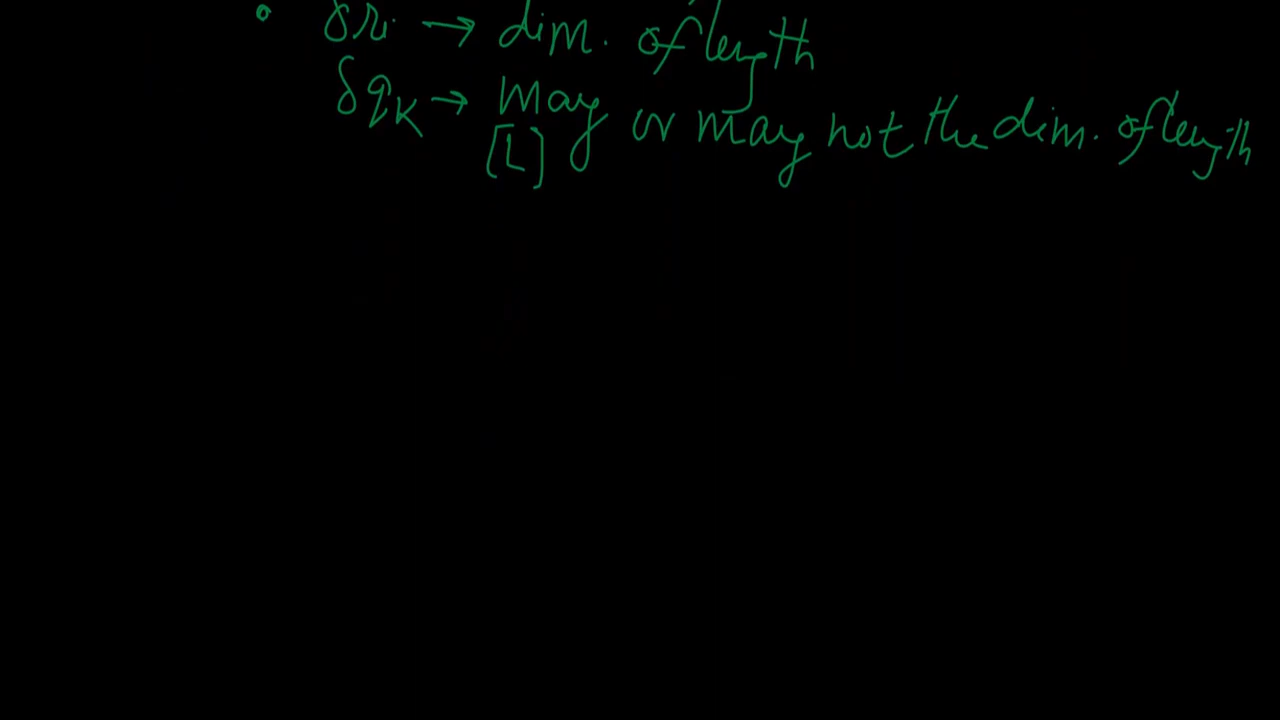 • δri → dim. of length
δqK → may or may not the dim. of length
[L]